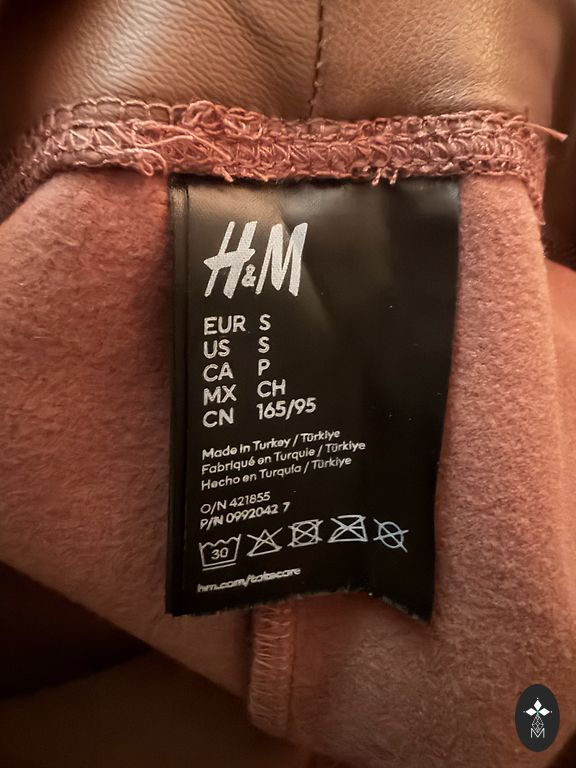 H&M
EUR S
US S
CA P
MX CH
CN 165/95
Made in Turkey / Türkiye
Fabriqué en Turquie / Türkiye
Hecho en Turquía / Türkiye
O/N 421855
P/N 0992042 7
30
hm.com/takecare
M